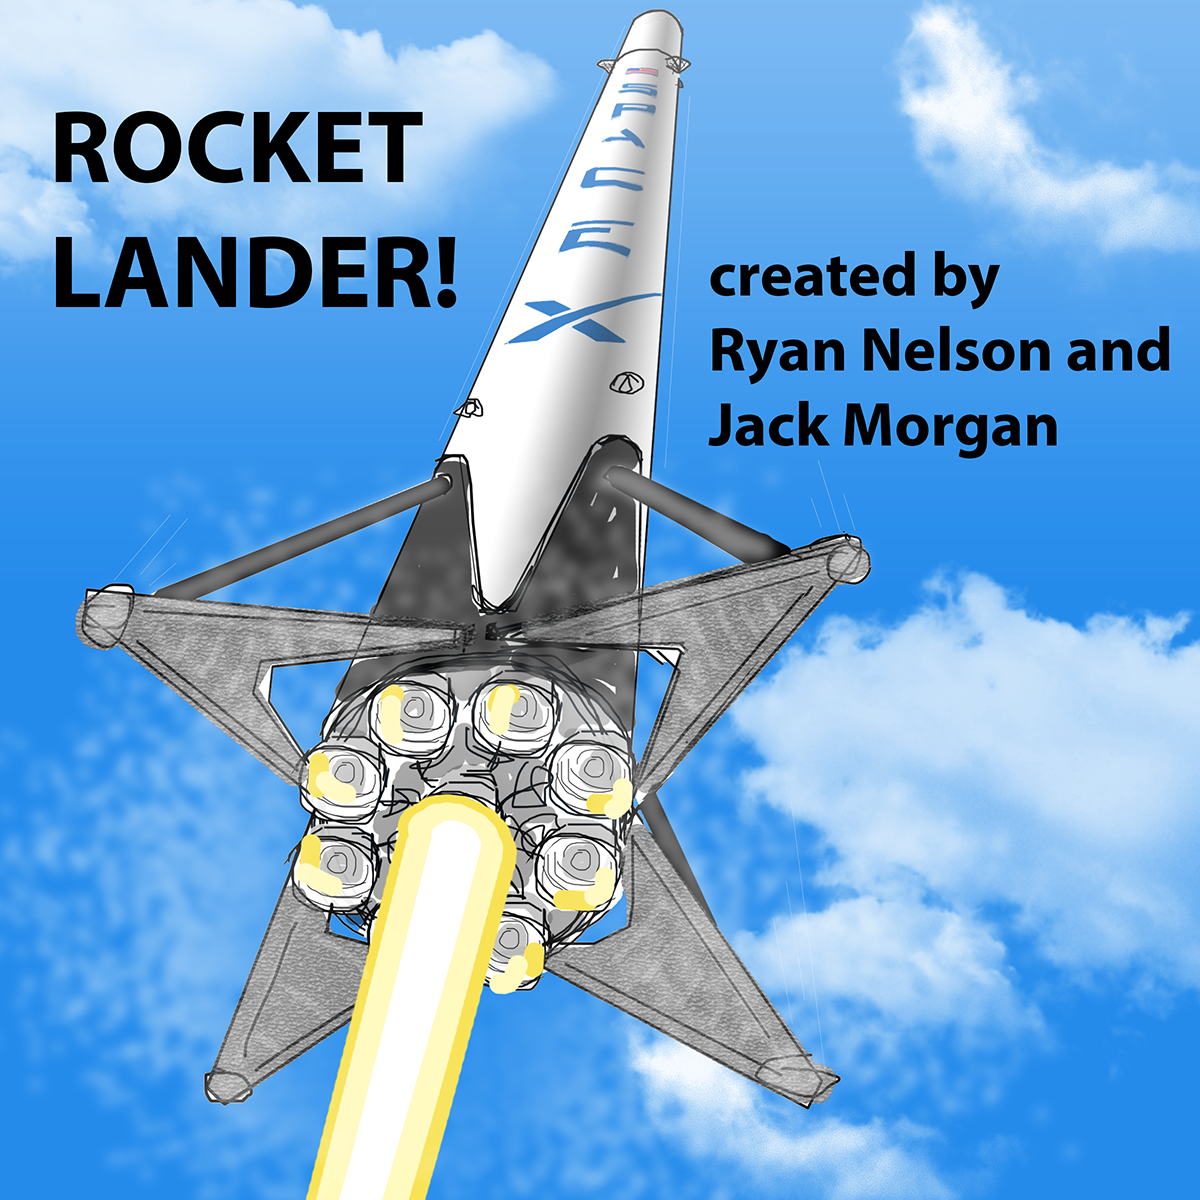 ROCKET
LANDER!
created by
Ryan Nelson and
Jack Morgan
SPACE X